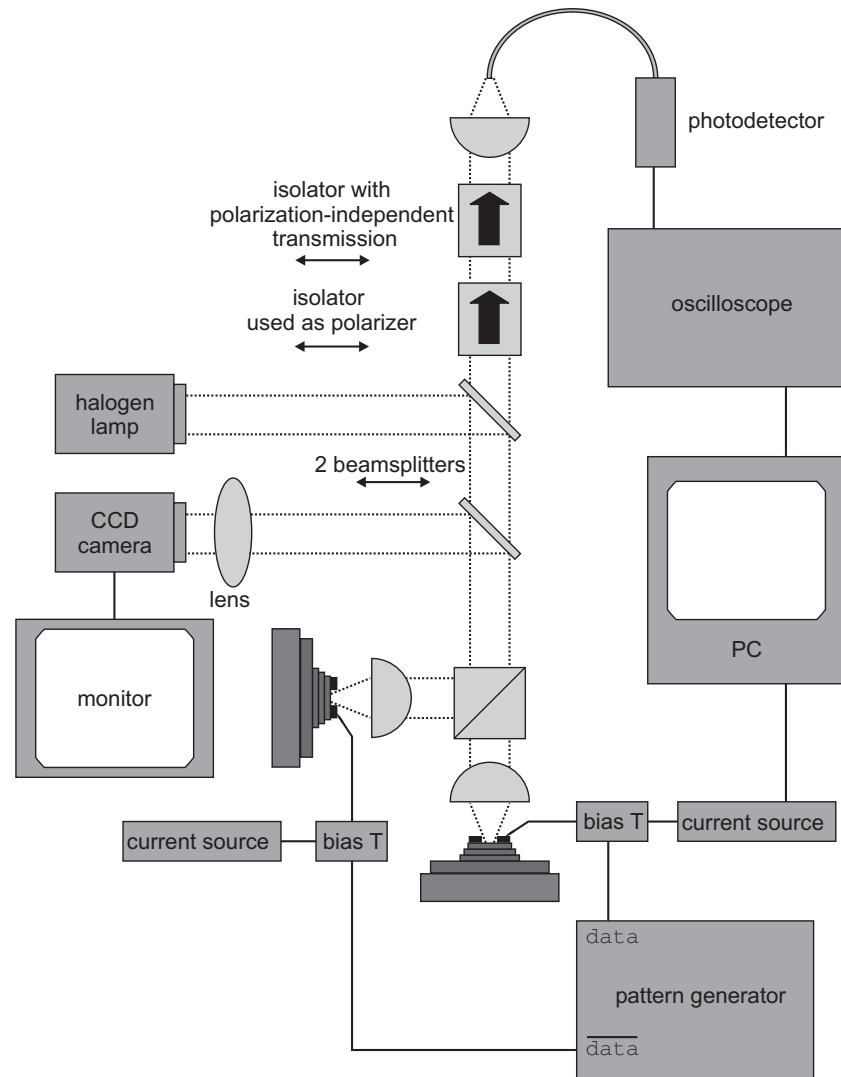 photodetector
isolator with
polarization-independent
transmission
isolator
used as polarizer
oscilloscope
halogen
lamp
2 beamsplitters
CCD
camera
lens
PC
monitor
current source
bias T
bias T
current source
data
pattern generator
data